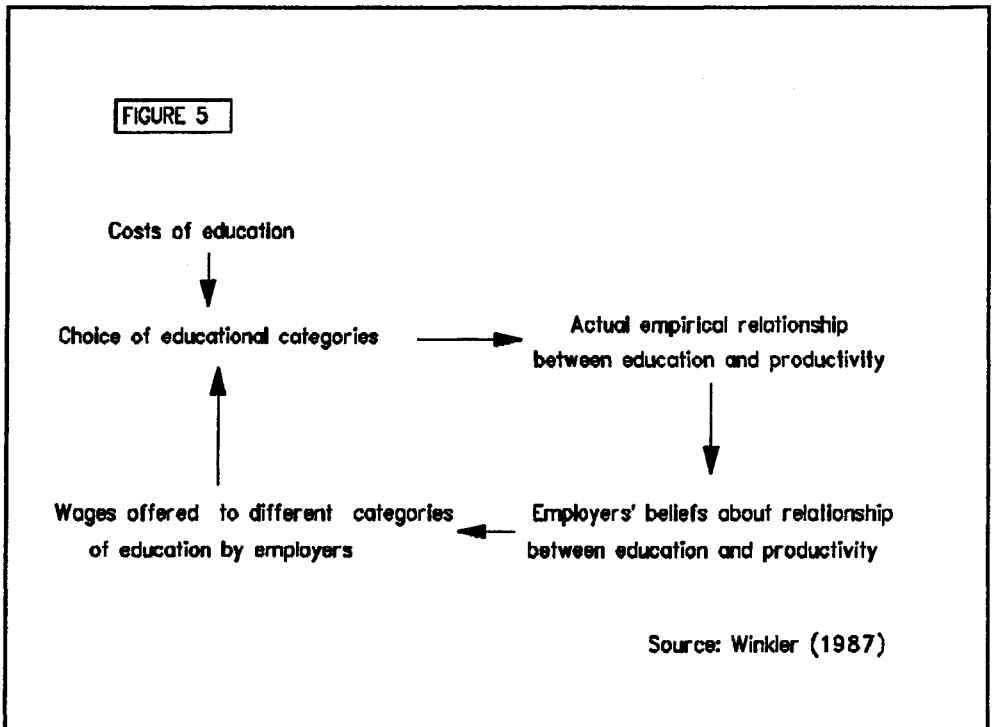 FIGURE 5
Costs of education
Choice of educational categories
Actual empirical relationship
between education and productivity
Wages offered to different categories
of education by employers
Employers' beliefs about relationship
between education and productivity
Source: Winkler (1987)